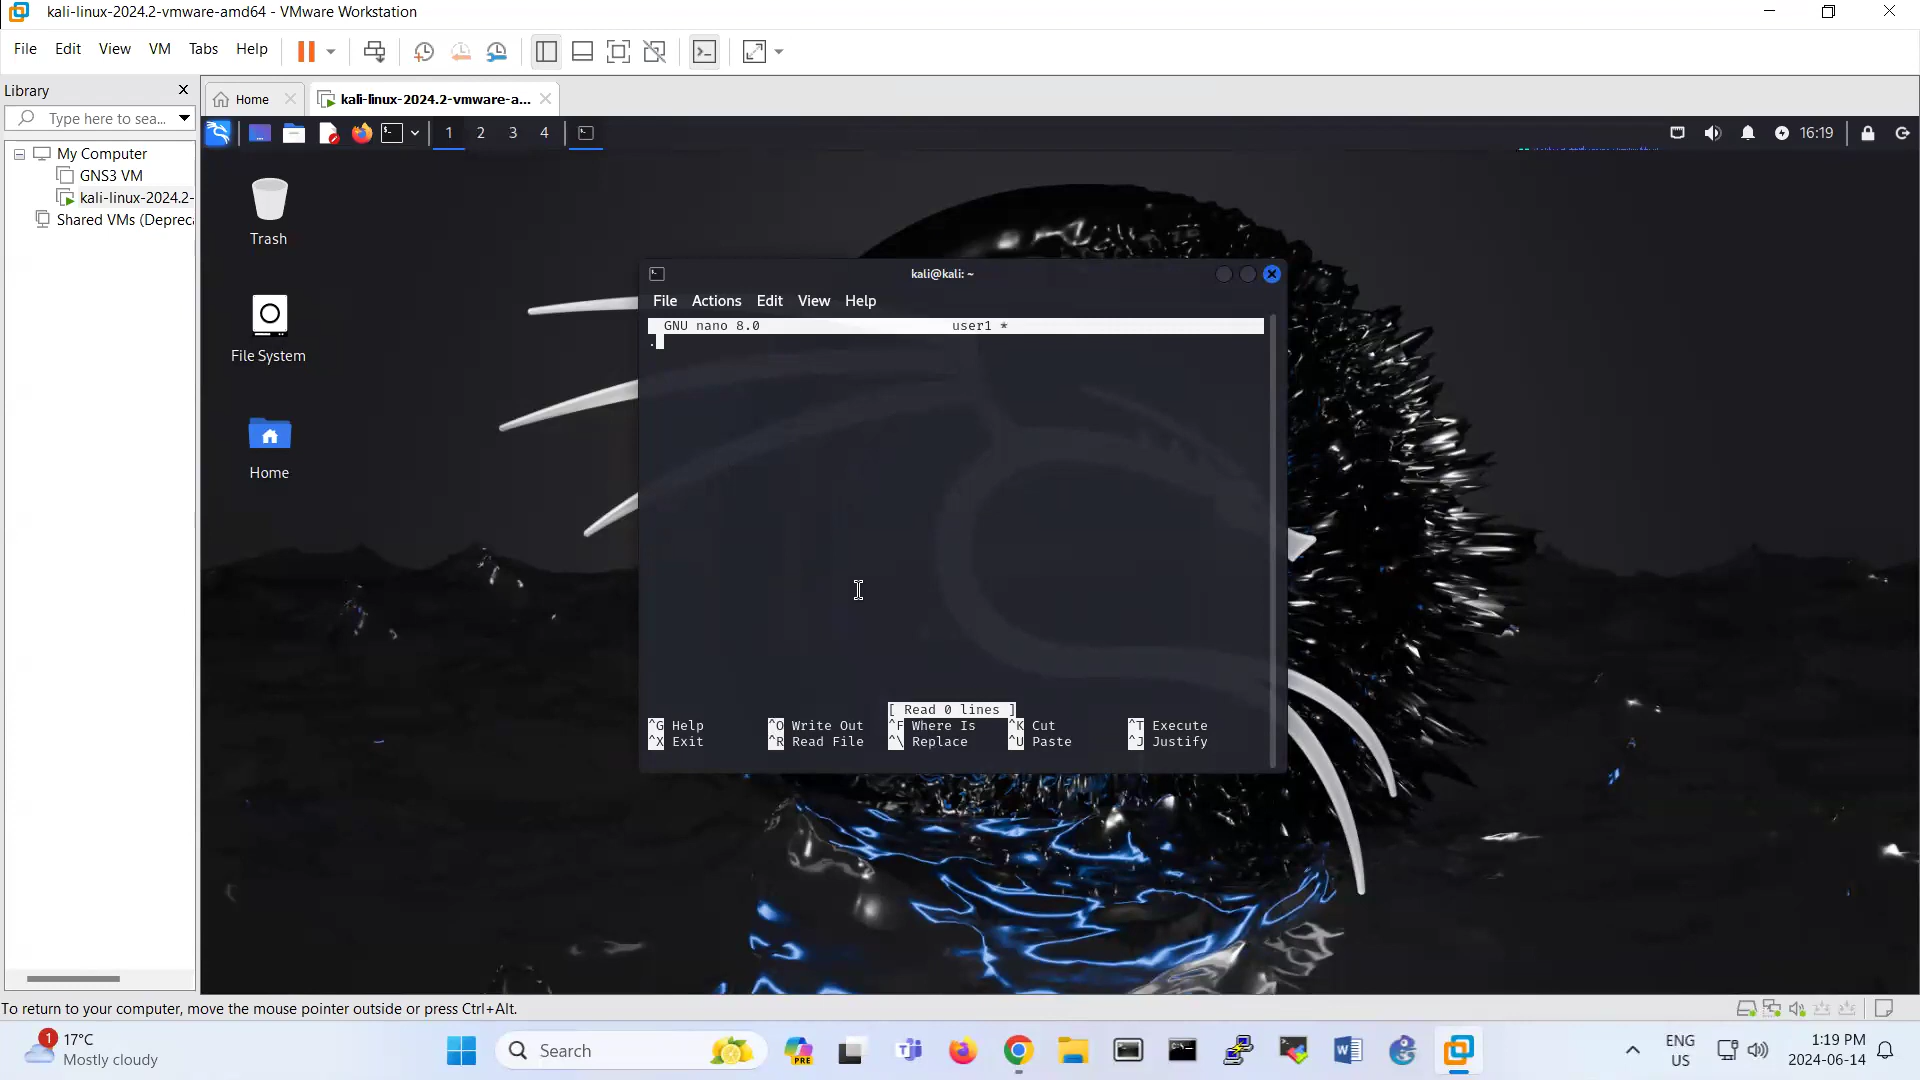 kali-linux-2024.2-vmware-amd64 - VMware Workstation
File Edit View VM Tabs Help
Library
Home
kali-linux-2024.2-vmware-a...
Type here to sea...
1 2 3 4
16:19
My Computer
GNS3 VM
kali-linux-2024.2-
Shared VMs (Depreca
Trash
File System
Home
kali@kali: ~
File Actions Edit View Help
GNU nano 8.0 user1 *
.
[ Read 0 lines ]
^G Help ^O Write Out ^F Where Is ^K Cut ^T Execute
^X Exit ^R Read File ^\ Replace ^U Paste ^J Justify
To return to your computer, move the mouse pointer outside or press Ctrl+Alt.
1
17°C
Mostly cloudy
Search
PRE
ENG
US
1:19 PM
2024-06-14